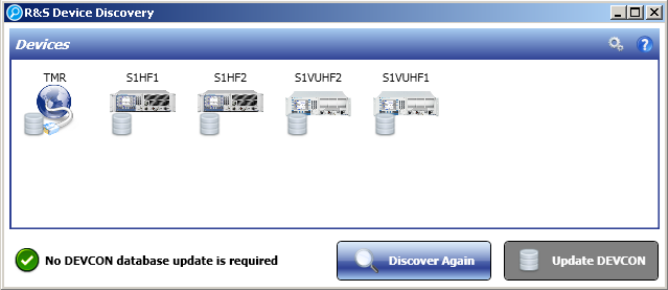 R&S Device Discovery
Devices
TMR S1HF1 S1HF2 S1VUHF2 S1VUHF1
No DEVCON database update is required
Discover Again
Update DEVCON